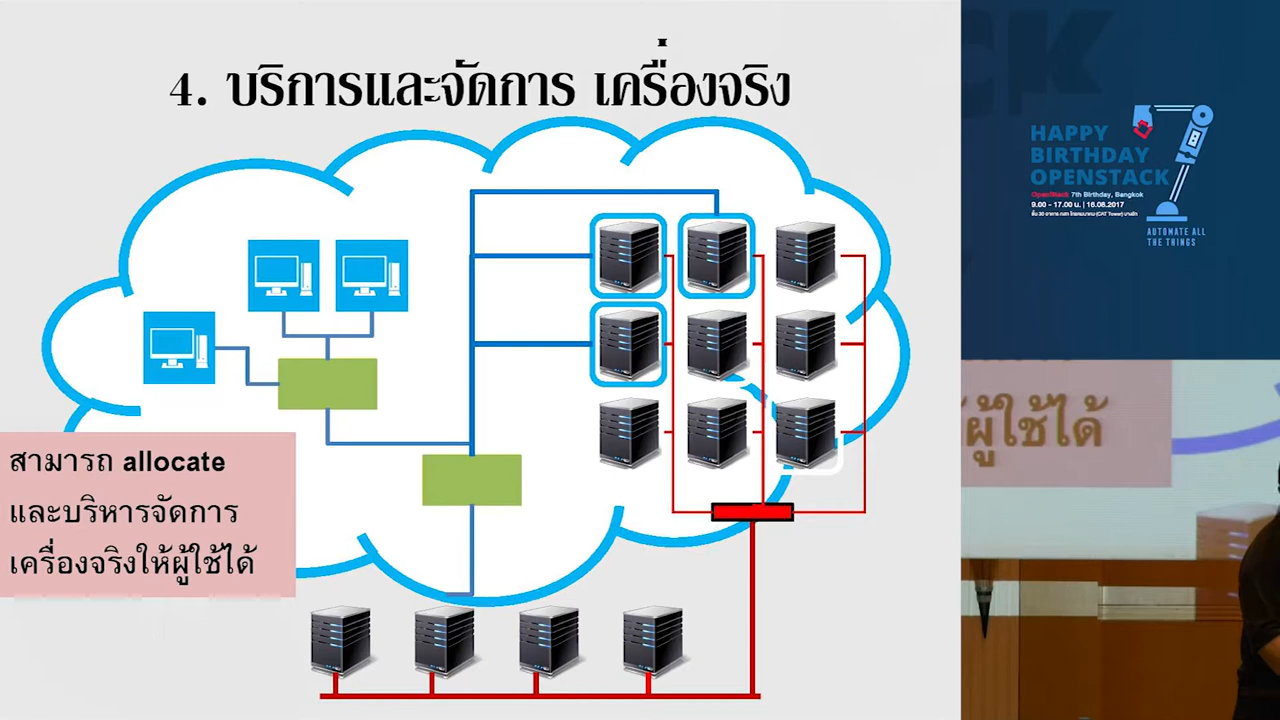 4. บริการและจัดการ เครื่องจริง
สามารถ allocate
และบริหารจัดการ
เครื่องจริงให้ผู้ใช้ได้
HAPPY
BIRTHDAY
OPENSTACK
7
OpenStack 7th Birthday, Bangkok
9.00 - 17.00 น. | 16.08.2017
ชั้น 30 อาคาร กสท โทรคมนาคม (CAT Tower) บางรัก
AUTOMATE ALL
THE THINGS
ผู้ใช้ได้